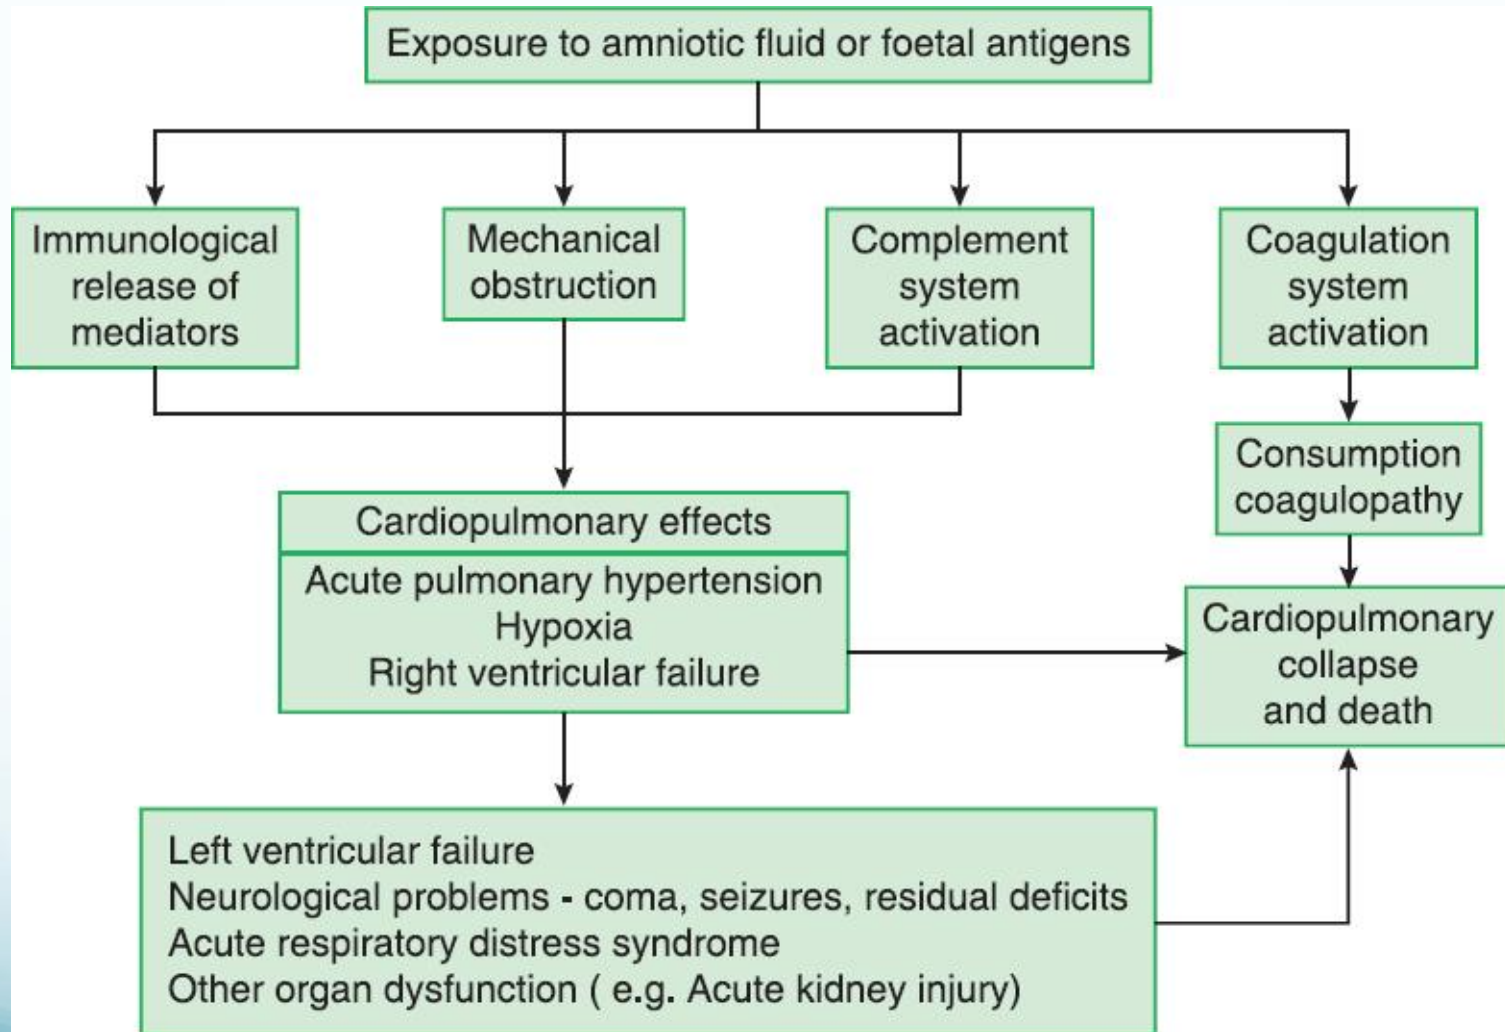 Exposure to amniotic fluid or foetal antigens
Immunological
release of
mediators
Mechanical
obstruction
Complement
system
activation
Coagulation
system
activation
Consumption
coagulopathy
Cardiopulmonary effects
Acute pulmonary hypertension
Hypoxia
Right ventricular failure
Cardiopulmonary
collapse
and death
Left ventricular failure
Neurological problems - coma, seizures, residual deficits
Acute respiratory distress syndrome
Other organ dysfunction ( e.g. Acute kidney injury)